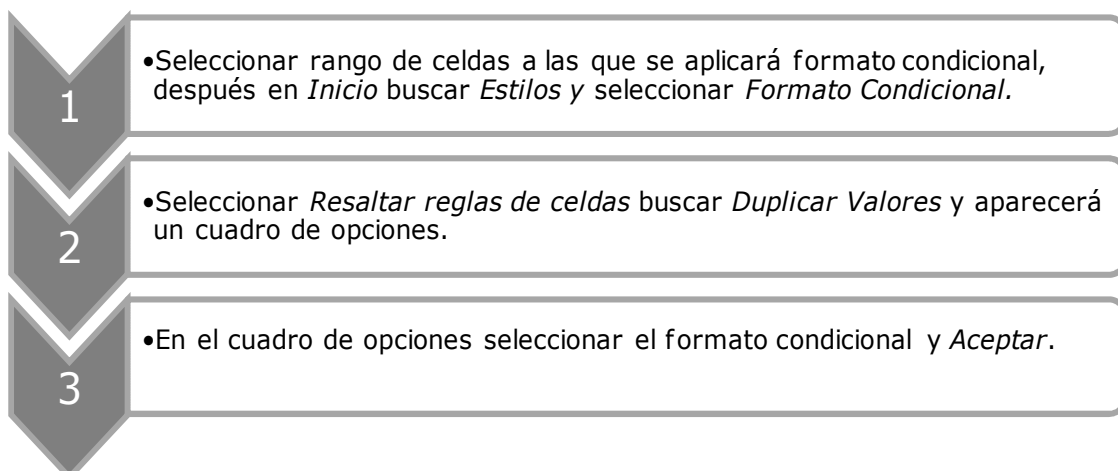 1
•Seleccionar rango de celdas a las que se aplicará formato condicional,
después en Inicio buscar Estilos y seleccionar Formato Condicional.
2
•Seleccionar Resaltar reglas de celdas buscar Duplicar Valores y aparecerá
un cuadro de opciones.
3
•En el cuadro de opciones seleccionar el formato condicional y Aceptar.